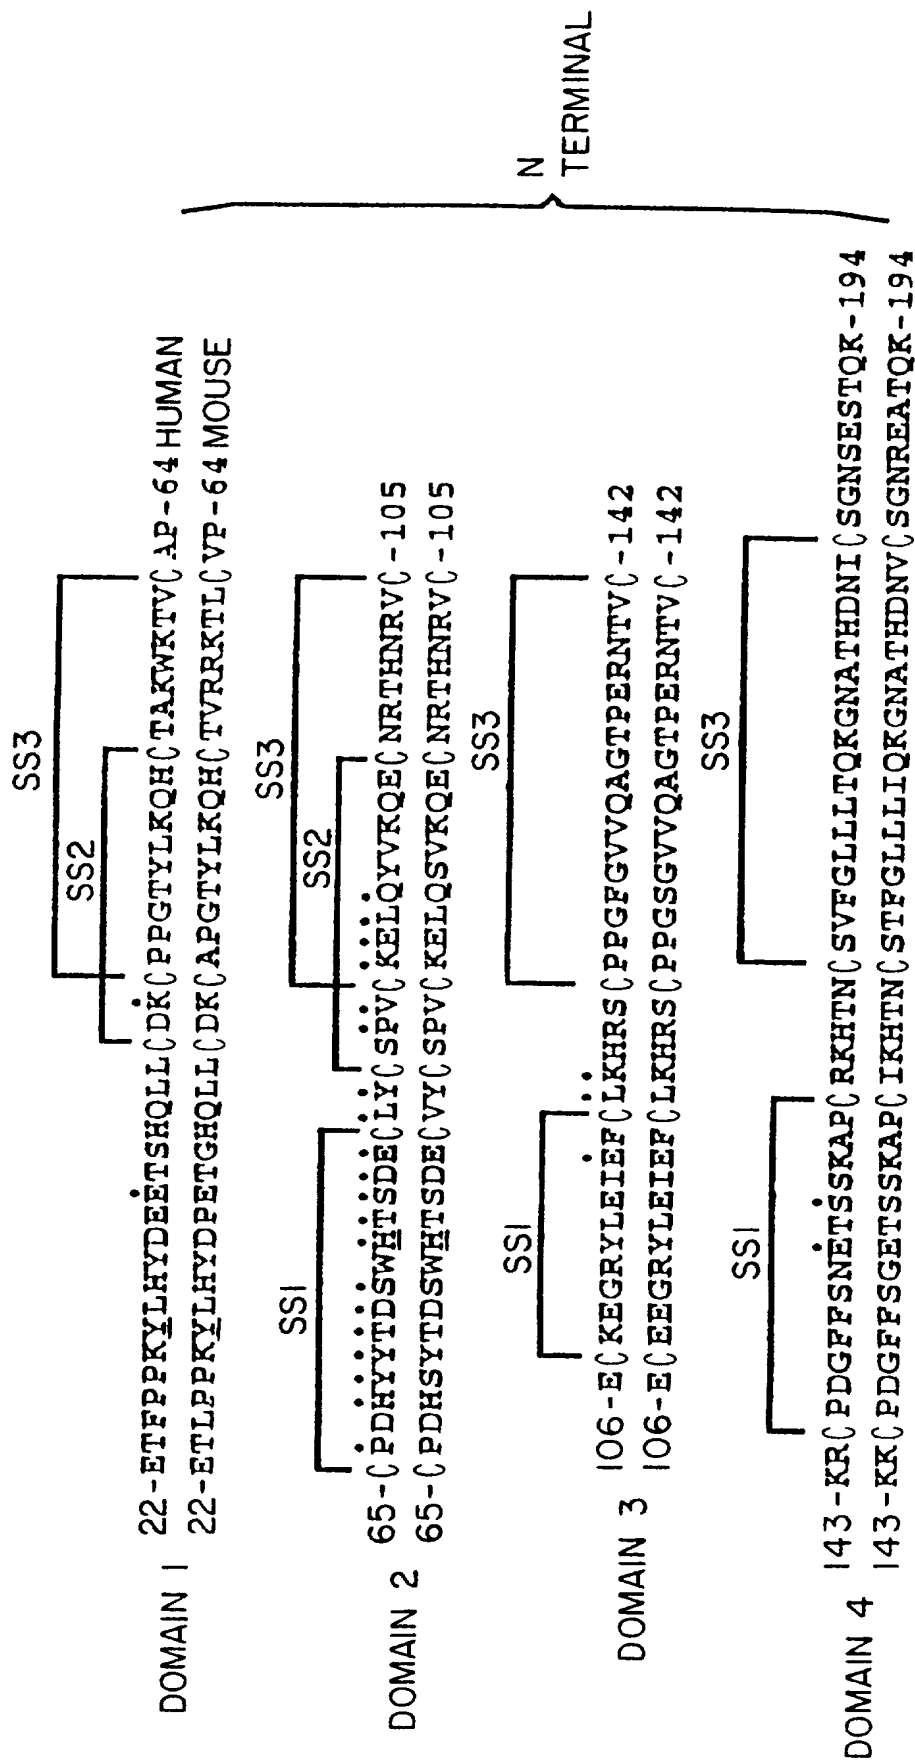 SS3
SS2
DOMAIN 1
22-ETFPPKYLHYDEETSHQLLCDKCPPGTYLKQHCTAKWKTVCAP-64 HUMAN
22-ETLPPKYLHYDPETGHQLLCDKCAPGTYLKQHCTVRRKTLCVP-64 MOUSE
SS3
SS1 SS2
DOMAIN 2
65-CPDHYYTDSWHTSDECLYCSPVCKELQYVKQECNRTHNRVC-105
65-CPDHSYTDSWHTSDECVYCSPVCKELQSVKQECNRTHNRVC-105
SS1 SS3
DOMAIN 3
106-ECKEGRYLEIEFCLKHRSCPPGFGVVQAGTPERNTVC-142
106-ECEEGRYLEIEFCLKHRSCPPGSGVVQAGTPERNTVC-142
SS1 SS3
DOMAIN 4
143-KRCPDGFFSNETSSKAPCRKHTNCSVFGLLLTQKGNATHDNICSGNSESTQK-194
143-KKCPDGFFSGETSSKAPCIKHTNCSTFGLLLIQKGNATHDNVCSGNREATQK-194
N
TERMINAL